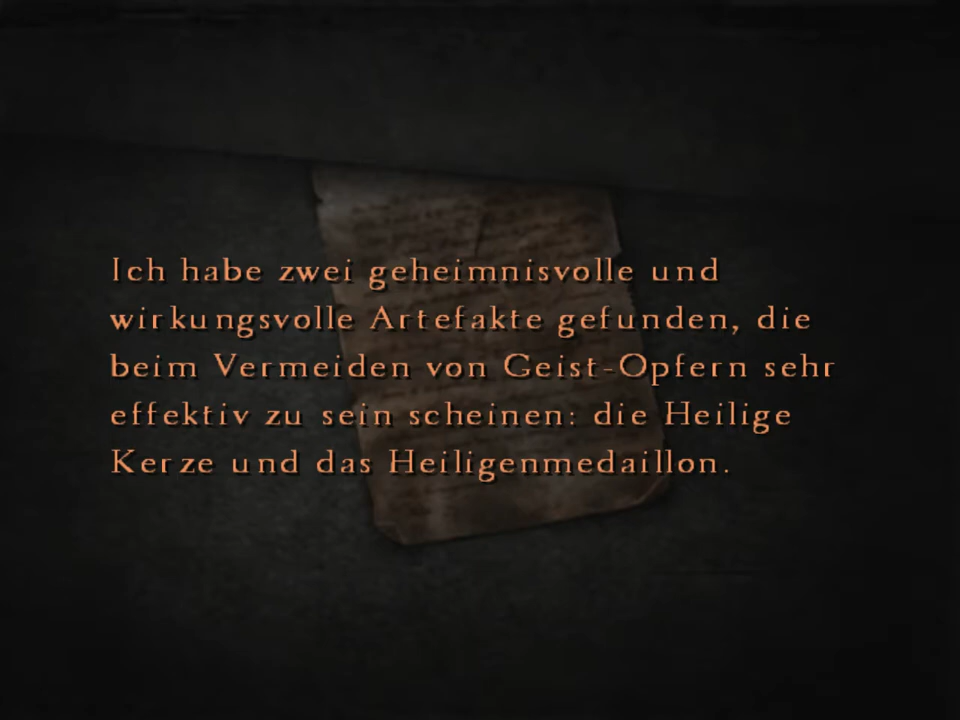 Ich habe zwei geheimnisvolle und
wirkungsvolle Artefakte gefunden, die
beim Vermeiden von Geist-Opfern sehr
effektiv zu sein scheinen: die Heilige
Kerze und das Heiligenmedaillon.